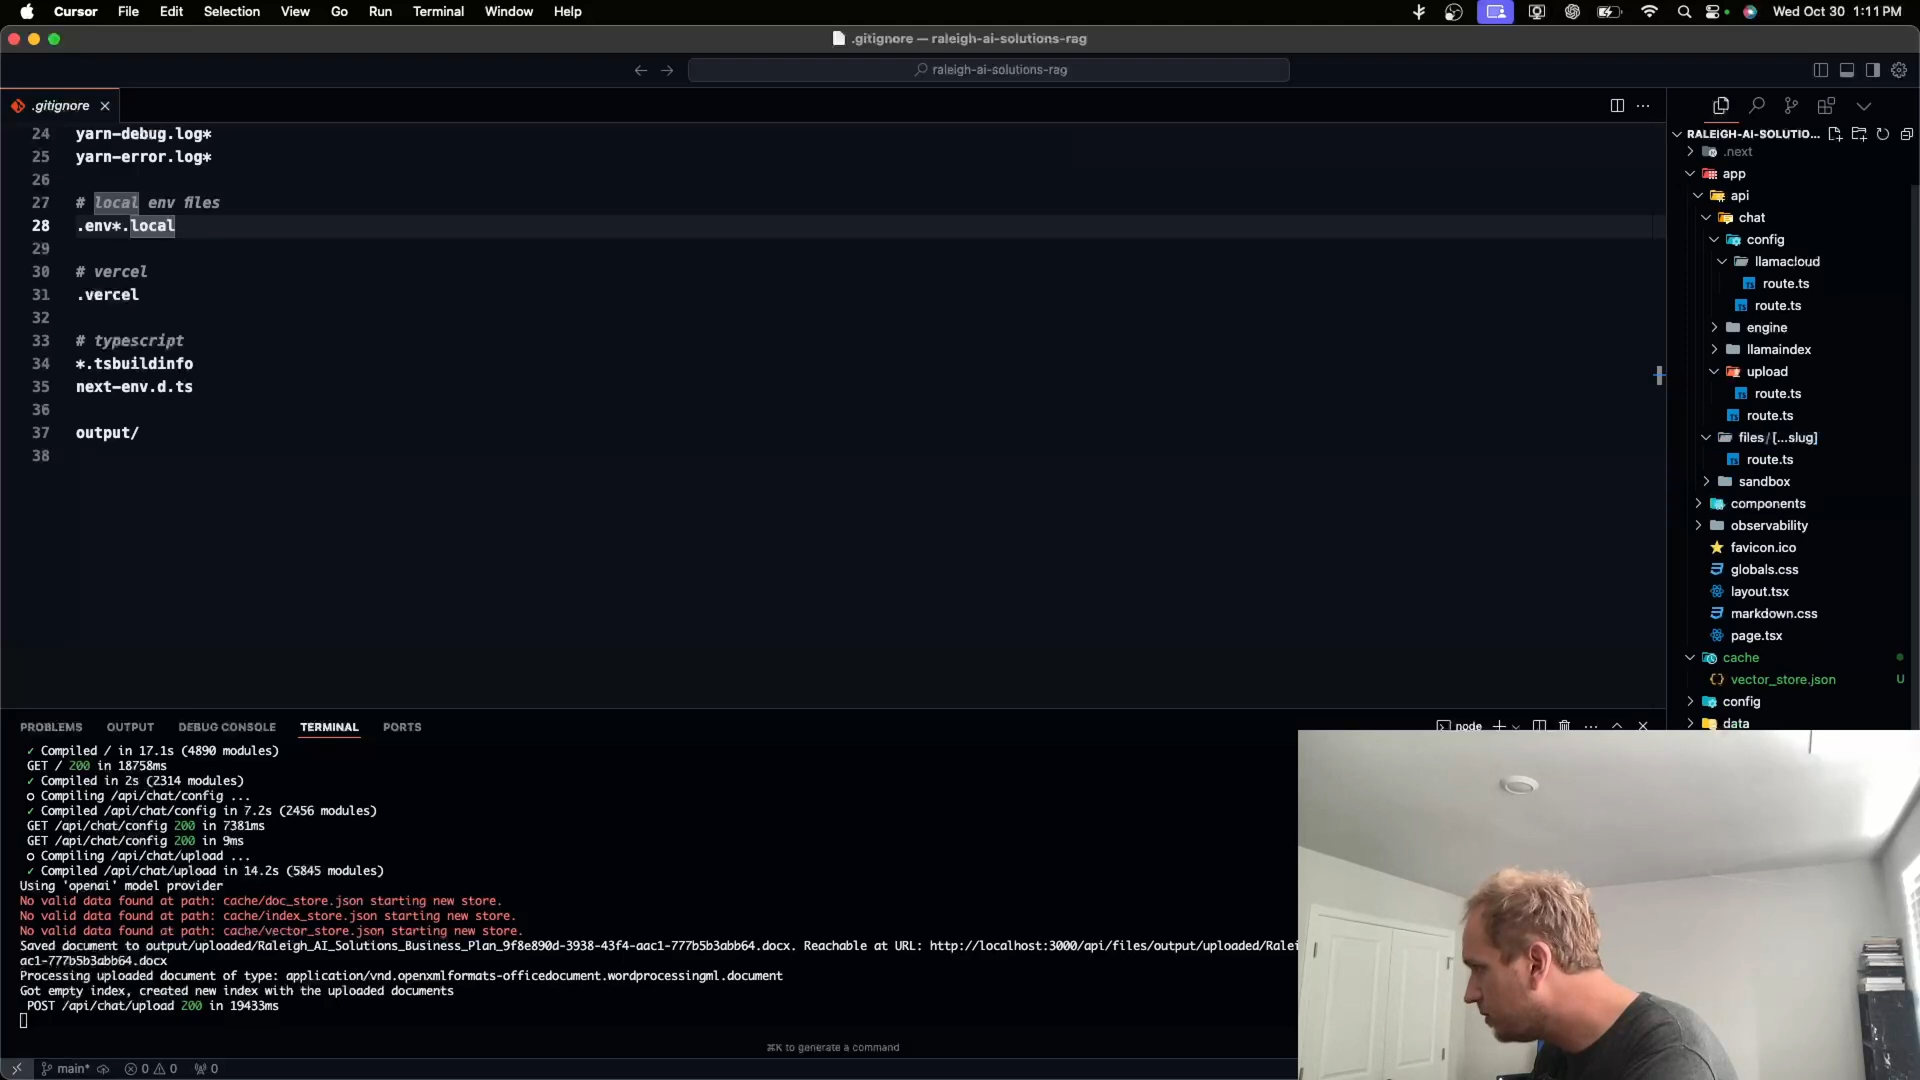 Cursor File Edit Selection View Go Run Terminal Window Help
Wed Oct 30 1:11 PM
.gitignore — raleigh-ai-solutions-rag
raleigh-ai-solutions-rag
.gitignore
24 yarn-debug.log*
25 yarn-error.log*
26
27 # local env files
28 .env*.local
29
30 # vercel
31 .vercel
32
33 # typescript
34 *.tsbuildinfo
35 next-env.d.ts
36
37 output/
38
RALEIGH-AI-SOLUTIO...
.next
app
api
chat
config
llamacloud
route.ts
route.ts
engine
llamaindex
upload
route.ts
route.ts
files/[...slug]
route.ts
sandbox
components
observability
favicon.ico
globals.css
layout.tsx
markdown.css
page.tsx
cache
vector_store.json U
config
data
PROBLEMS OUTPUT DEBUG CONSOLE TERMINAL PORTS
node
✓ Compiled / in 17.1s (4890 modules)
GET / 200 in 18758ms
✓ Compiled in 2s (2314 modules)
○ Compiling /api/chat/config ...
✓ Compiled /api/chat/config in 7.2s (2456 modules)
GET /api/chat/config 200 in 7381ms
GET /api/chat/config 200 in 9ms
○ Compiling /api/chat/upload ...
✓ Compiled /api/chat/upload in 14.2s (5845 modules)
Using 'openai' model provider
No valid data found at path: cache/doc_store.json starting new store.
No valid data found at path: cache/index_store.json starting new store.
No valid data found at path: cache/vector_store.json starting new store.
Saved document to output/uploaded/Raleigh_AI_Solutions_Business_Plan_9f8e890d-3938-43f4-aac1-777b5b3abb64.docx. Reachable at URL: http://localhost:3000/api/files/output/uploaded/Ralei
ac1-777b5b3abb64.docx
Processing uploaded document of type: application/vnd.openxmlformats-officedocument.wordprocessingml.document
Got empty index, created new index with the uploaded documents
POST /api/chat/upload 200 in 19433ms
⌘K to generate a command
main* 0 0 0